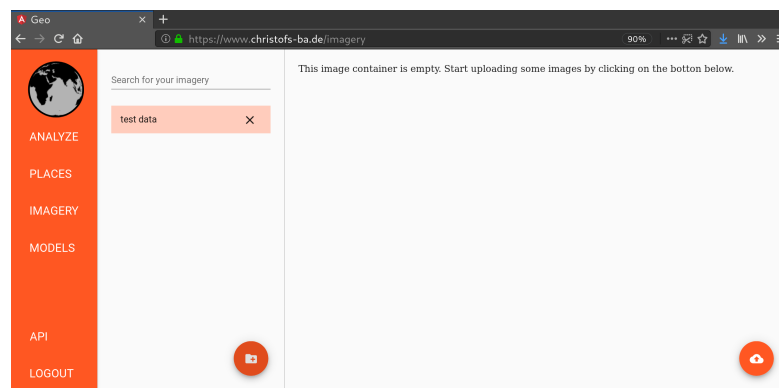 Geo
https://www.christofs-ba.de/imagery
90%
Search for your imagery
This image container is empty. Start uploading some images by clicking on the botton below.
test data
ANALYZE
PLACES
IMAGERY
MODELS
API
LOGOUT